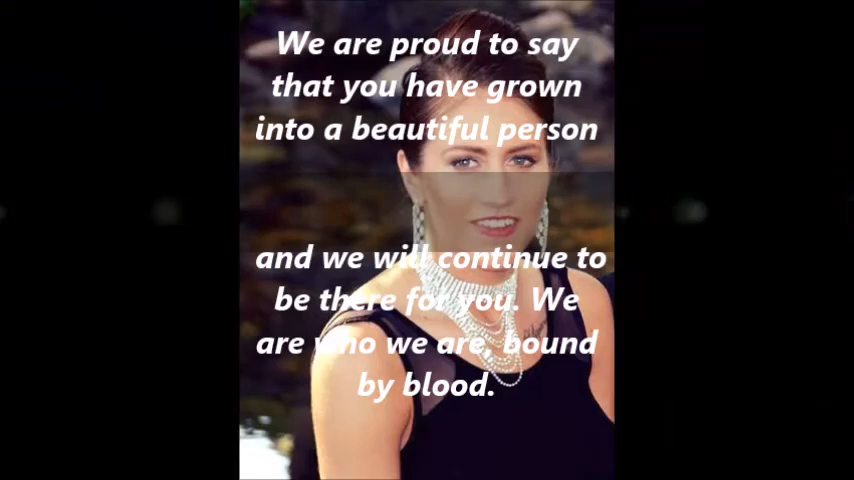 We are proud to say
that you have grown
into a beautiful person
and we will continue to
be there for you. We
are who we are, bound
by blood.